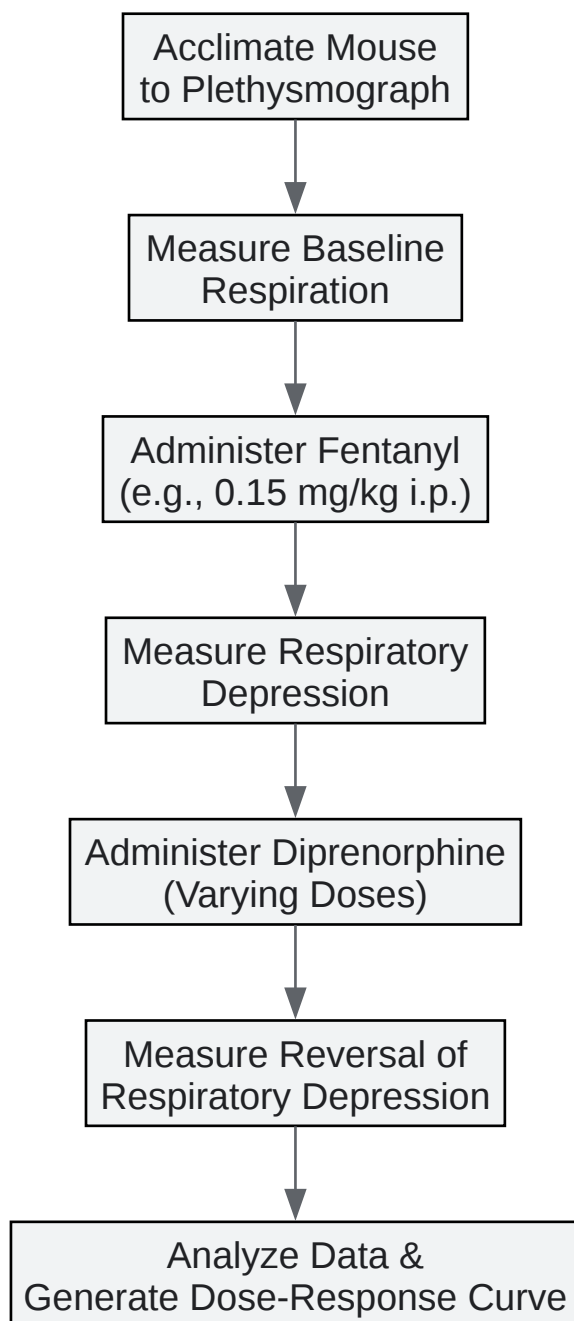 Acclimate Mouse
to Plethysmograph
Measure Baseline
Respiration
Administer Fentanyl
(e.g., 0.15 mg/kg i.p.)
Measure Respiratory
Depression
Administer Diprenorphine
(Varying Doses)
Measure Reversal of
Respiratory Depression
Analyze Data &
Generate Dose-Response Curve